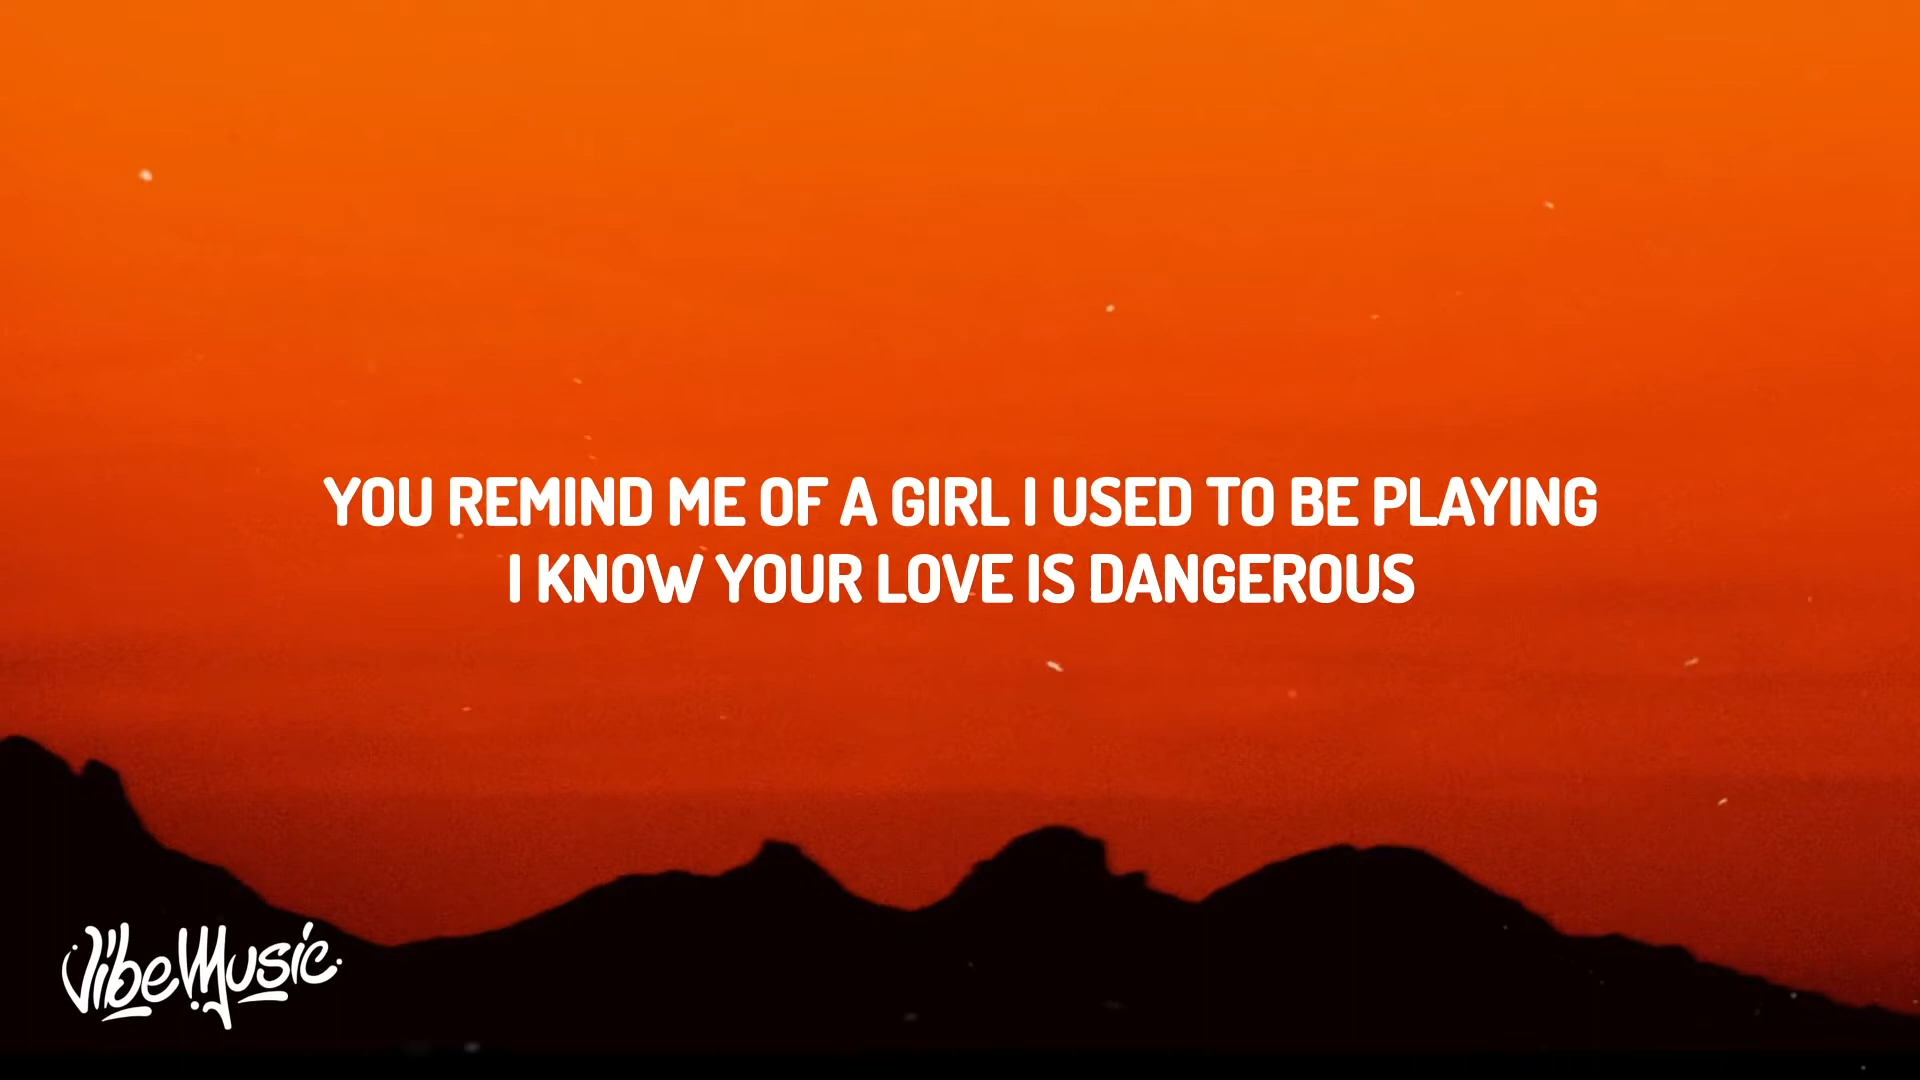 YOU REMIND ME OF A GIRL I USED TO BE PLAYING
I KNOW YOUR LOVE IS DANGEROUS
VibeMusic